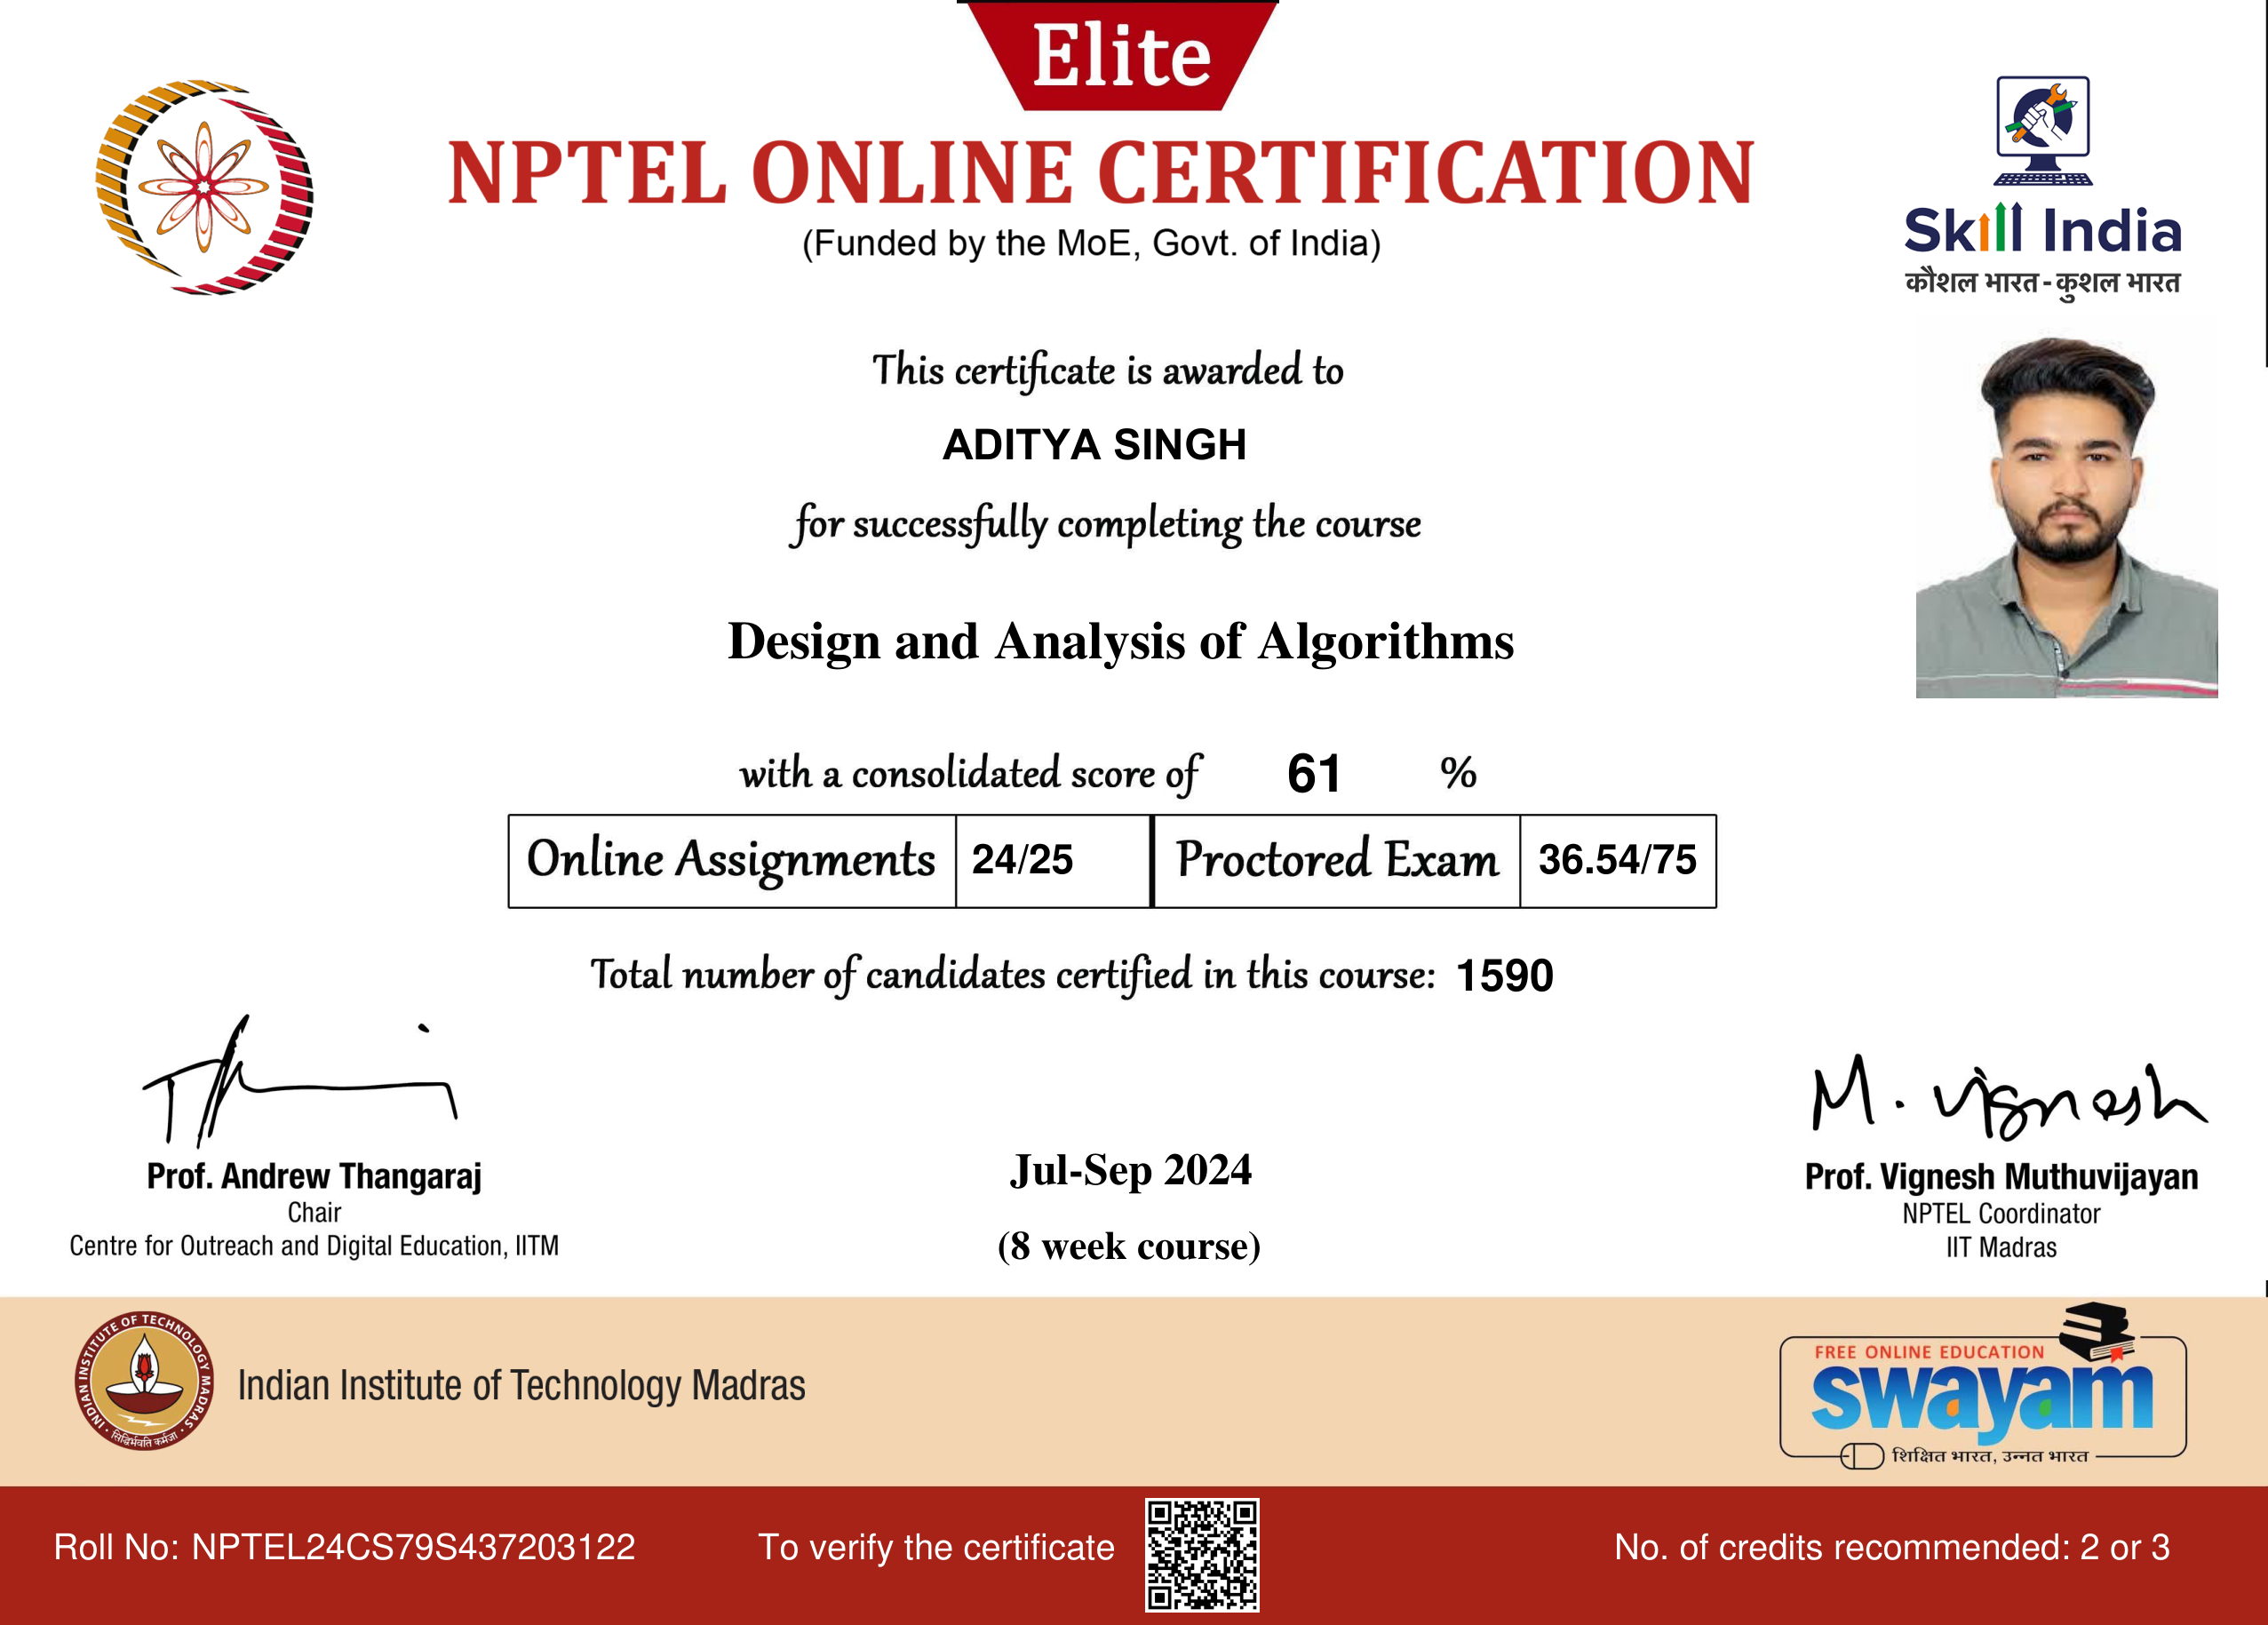 Elite
NPTEL ONLINE CERTIFICATION
(Funded by the MoE, Govt. of India)
Skill India
कौशल भारत - कुशल भारत
This certificate is awarded to
ADITYA SINGH
for successfully completing the course
Design and Analysis of Algorithms
with a consolidated score of 61 %
Online Assignments 24/25 Proctored Exam 36.54/75
Total number of candidates certified in this course: 1590
M. Vignesh
Prof. Andrew Thangaraj
Chair
Centre for Outreach and Digital Education, IITM
Jul-Sep 2024
(8 week course)
Prof. Vignesh Muthuvijayan
NPTEL Coordinator
IIT Madras
INDIAN INSTITUTE OF TECHNOLOGY MADRAS
सिद्धिर्भवति कर्मजा
Indian Institute of Technology Madras
FREE ONLINE EDUCATION
swayam
शिक्षित भारत, उन्नत भारत
Roll No: NPTEL24CS79S437203122
To verify the certificate
No. of credits recommended: 2 or 3